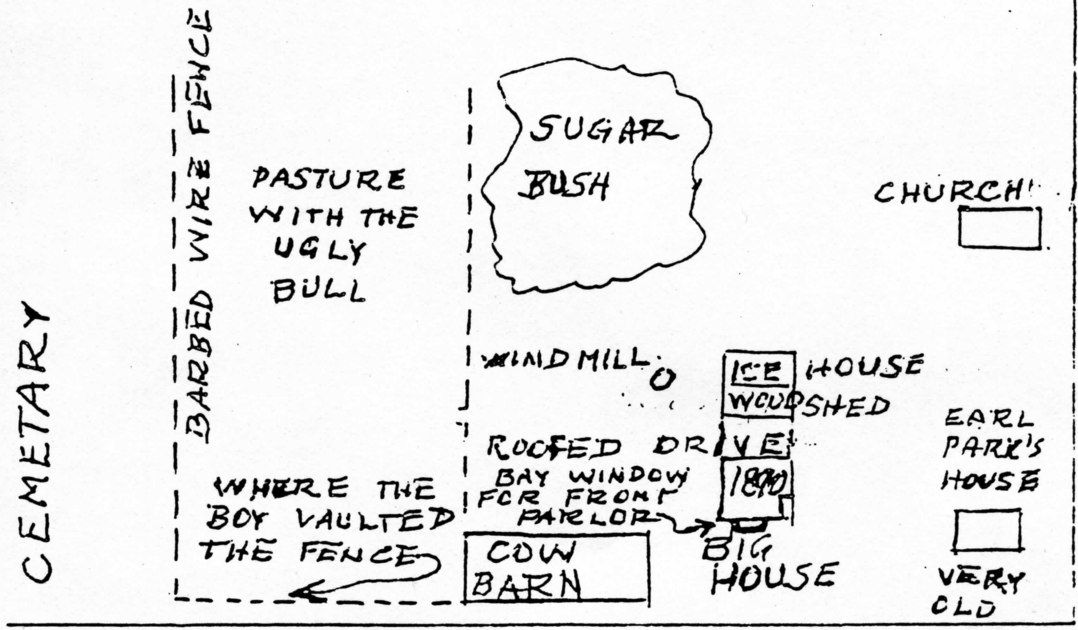 BARBED WIRE FENCE
CEMETARY
PASTURE
WITH THE
UGLY
BULL
SUGAR
BUSH
CHURCH
WINDMILL
ICE HOUSE
WOODSHED
ROOFED DRIVE
1890
BAY WINDOW
FOR FRONT
PARLOR
BIG
HOUSE
WHERE THE
BOY VAULTED
THE FENCE
COW
BARN
EARL
PARK'S
HOUSE
VERY
OLD